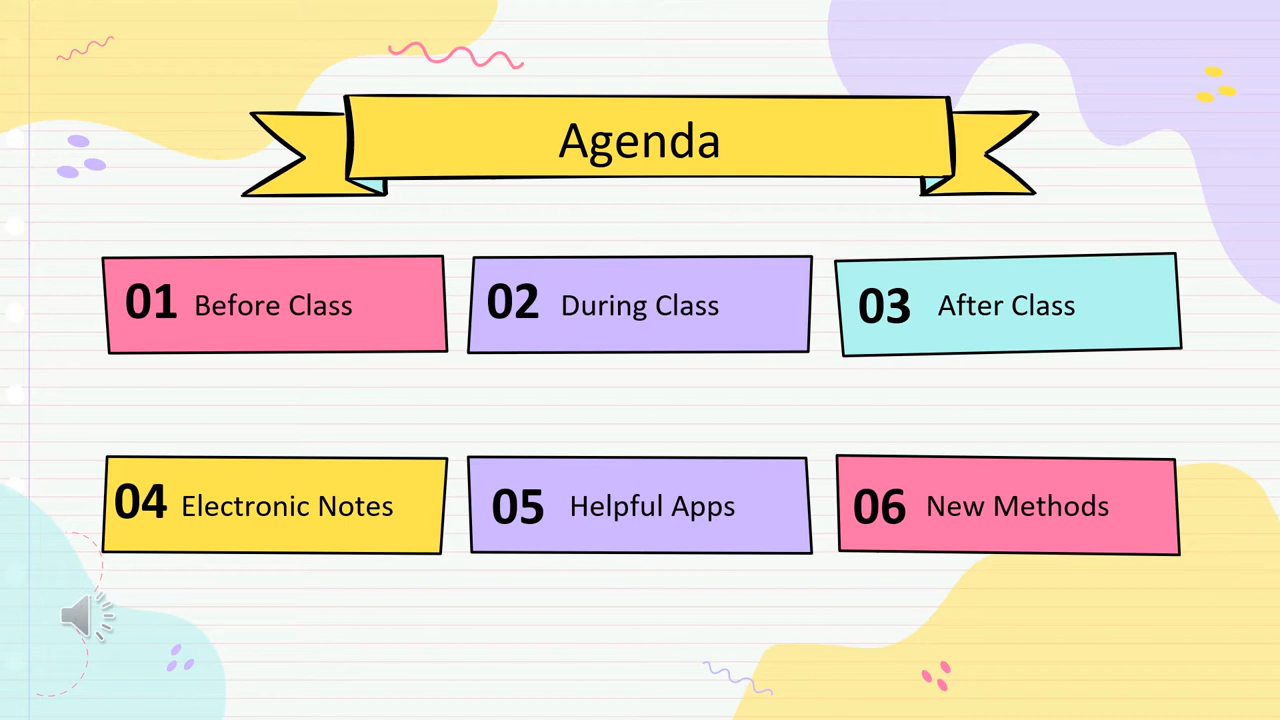 Agenda
01 Before Class
02 During Class
03 After Class
04 Electronic Notes
05 Helpful Apps
06 New Methods